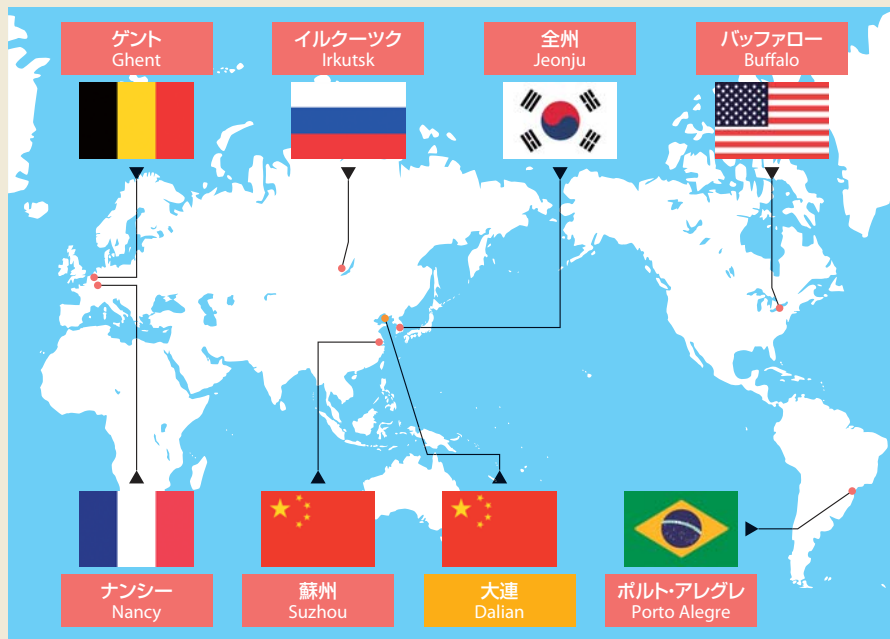 ゲント
Ghent
イルクーツク
Irkutsk
全州
Jeonju
バッファロー
Buffalo
ナンシー
Nancy
蘇州
Suzhou
大連
Dalian
ポルト・アレグレ
Porto Alegre